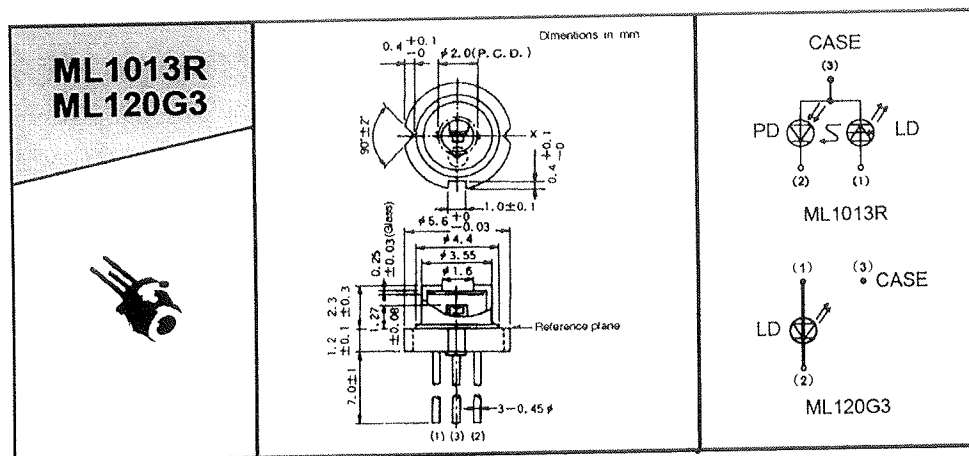 ML1013R
ML120G3
Dimentions in mm
0.4 +0.1 -0
φ2.0(P.C.D.)
90°±2°
X
0.4 +0.1 -0
1.0±0.1
φ5.6 +0 -0.03
φ4.4
φ3.55
φ1.6
0.25 ±0.03(Glass)
2.3 ±0.3
1.27 ±0.08
1.2 ±0.1
Reference plane
7.0±1
3-0.45φ
(1) (3) (2)
CASE
(3)
PD
LD
(2) (1)
ML1013R
(1) (3) CASE
LD
(2)
ML120G3